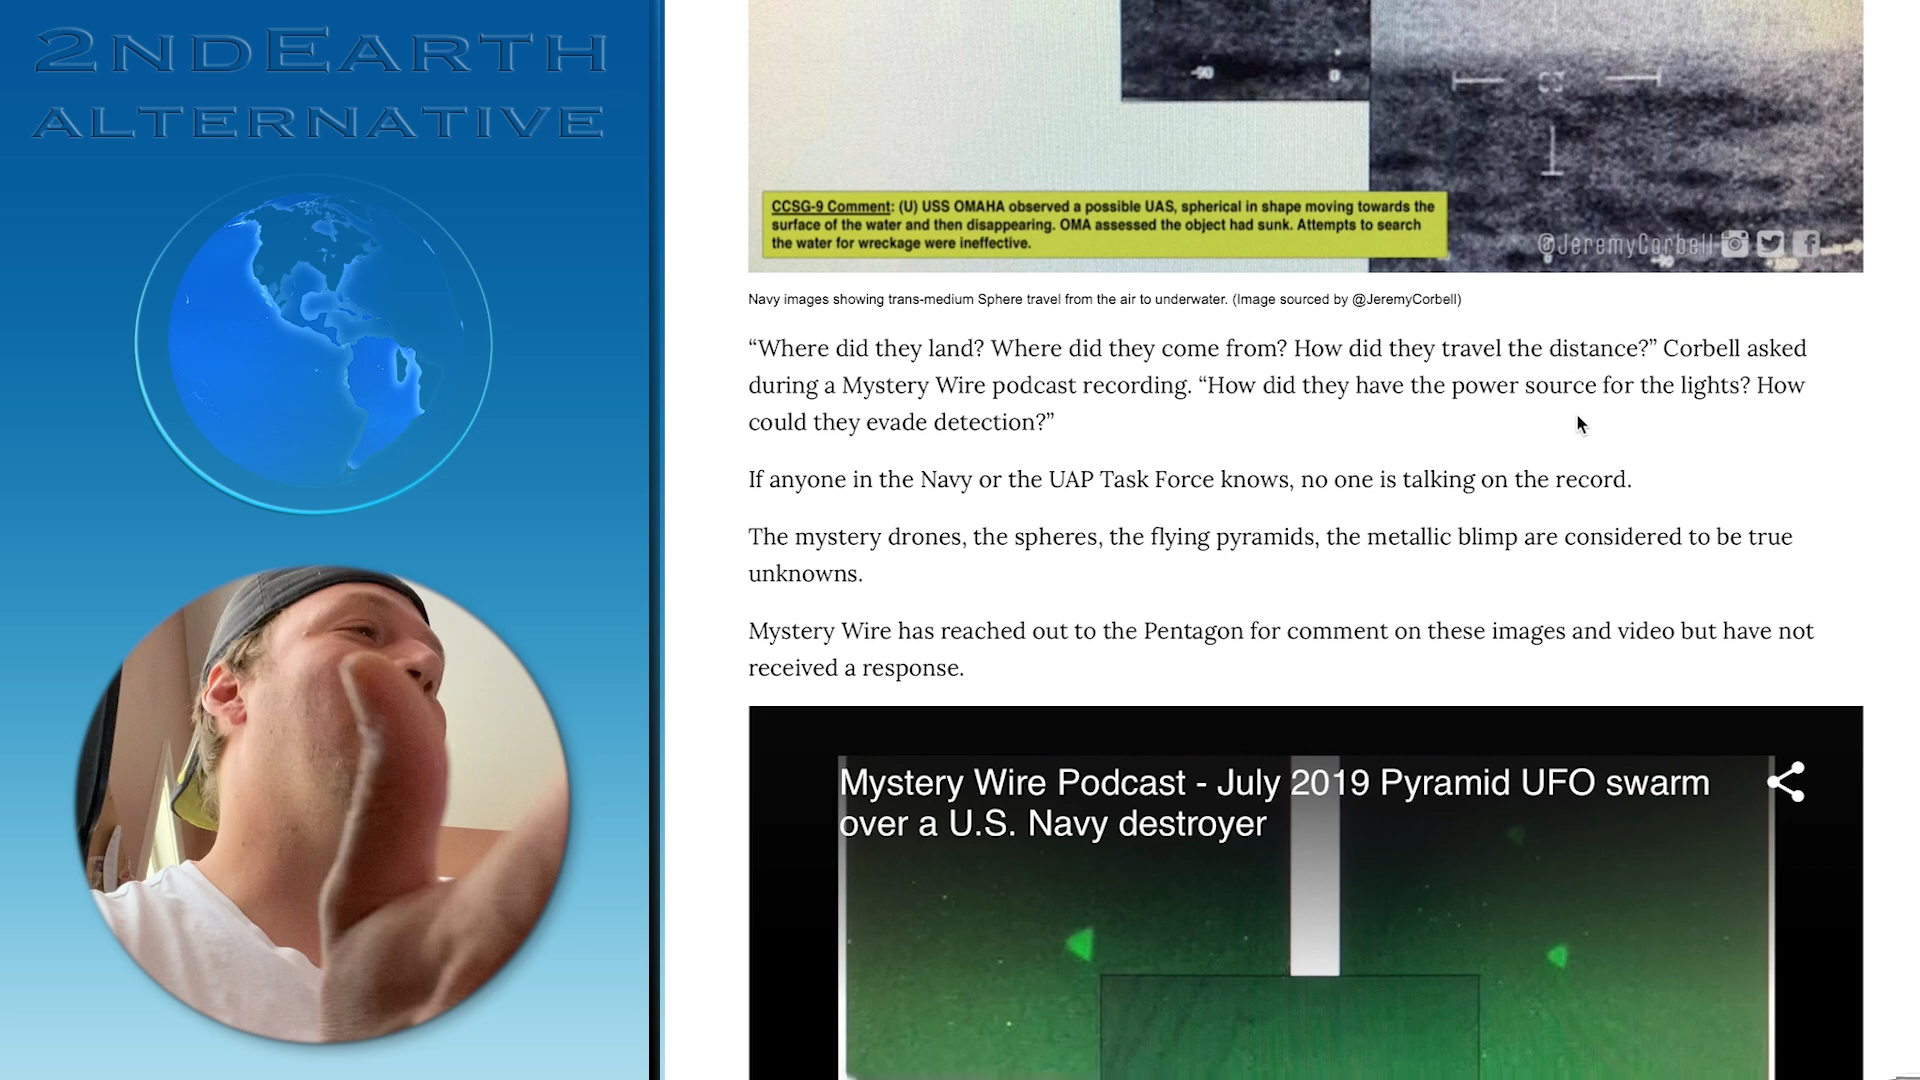 2NDEARTH
ALTERNATIVE
-90
0
CCSG-9 Comment: (U) USS OMAHA observed a possible UAS, spherical in shape moving towards the
surface of the water and then disappearing. OMA assessed the object had sunk. Attempts to search
the water for wreckage were ineffective.
@JeremyCorbell
Navy images showing trans-medium Sphere travel from the air to underwater. (Image sourced by @JeremyCorbell)
“Where did they land? Where did they come from? How did they travel the distance?” Corbell asked
during a Mystery Wire podcast recording. “How did they have the power source for the lights? How
could they evade detection?”
If anyone in the Navy or the UAP Task Force knows, no one is talking on the record.
The mystery drones, the spheres, the flying pyramids, the metallic blimp are considered to be true
unknowns.
Mystery Wire has reached out to the Pentagon for comment on these images and video but have not
received a response.
Mystery Wire Podcast - July 2019 Pyramid UFO swarm
over a U.S. Navy destroyer